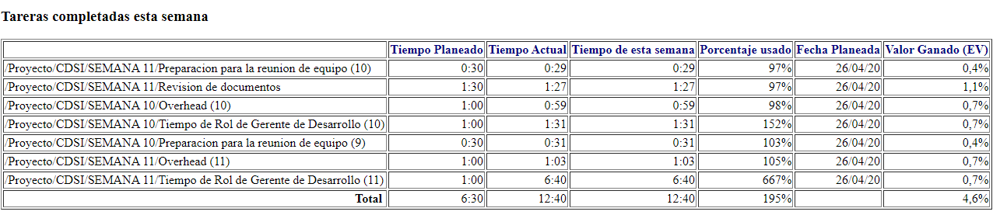 Tareras completadas esta semana
Tiempo Planeado Tiempo Actual Tiempo de esta semana Porcentaje usado Fecha Planeada Valor Ganado (EV)
/Proyecto/CDSI/SEMANA 11/Preparacion para la reunion de equipo (10) 0:30 0:29 0:29 97% 26/04/20 0,4%
/Proyecto/CDSI/SEMANA 11/Revision de documentos 1:30 1:27 1:27 97% 26/04/20 1,1%
/Proyecto/CDSI/SEMANA 10/Overhead (10) 1:00 0:59 0:59 98% 26/04/20 0,7%
/Proyecto/CDSI/SEMANA 10/Tiempo de Rol de Gerente de Desarrollo (10) 1:00 1:31 1:31 152% 26/04/20 0,7%
/Proyecto/CDSI/SEMANA 10/Preparacion para la reunion de equipo (9) 0:30 0:31 0:31 103% 26/04/20 0,4%
/Proyecto/CDSI/SEMANA 11/Overhead (11) 1:00 1:03 1:03 105% 26/04/20 0,7%
/Proyecto/CDSI/SEMANA 11/Tiempo de Rol de Gerente de Desarrollo (11) 1:00 6:40 6:40 667% 26/04/20 0,7%
Total 6:30 12:40 12:40 195% 4,6%